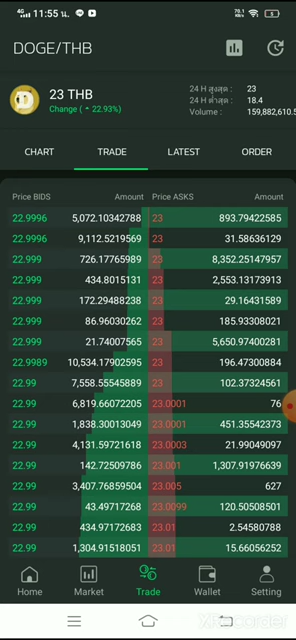 4G 11:55 น. 70.1 K/s 5
DOGE/THB
23 THB
Change ( 22.93%)
24 H สูงสุด : 23
24 H ต่ำสุด : 18.4
Volume : 159,882,610.5
CHART TRADE LATEST ORDER
Price BIDS Amount Price ASKS Amount
22.9996 5,072.10342788 23 893.79422585
22.9996 9,112.5219569 23 31.58636129
22.999 726.17765989 23 8,352.25147957
22.999 434.8015131 23 2,553.13173913
22.999 172.29488238 23 29.16431589
22.999 86.96030262 23 185.93308021
22.999 21.74007565 23 5,650.97400281
22.9989 10,534.17902595 23 196.47300884
22.99 7,558.55545889 23 102.37324561
22.99 6,819.66072205 23.0001 76
22.99 1,838.30013049 23.0001 451.35542373
22.99 4,131.59721618 23.0003 21.99049097
22.99 142.72509786 23.001 1,307.91976639
22.99 3,407.76859504 23.005 627
22.99 43.49717268 23.0099 120.50508501
22.99 434.97172683 23.01 2.54580788
22.99 1,304.91518051 23.01 15.66056252
Home Market Trade Wallet Setting